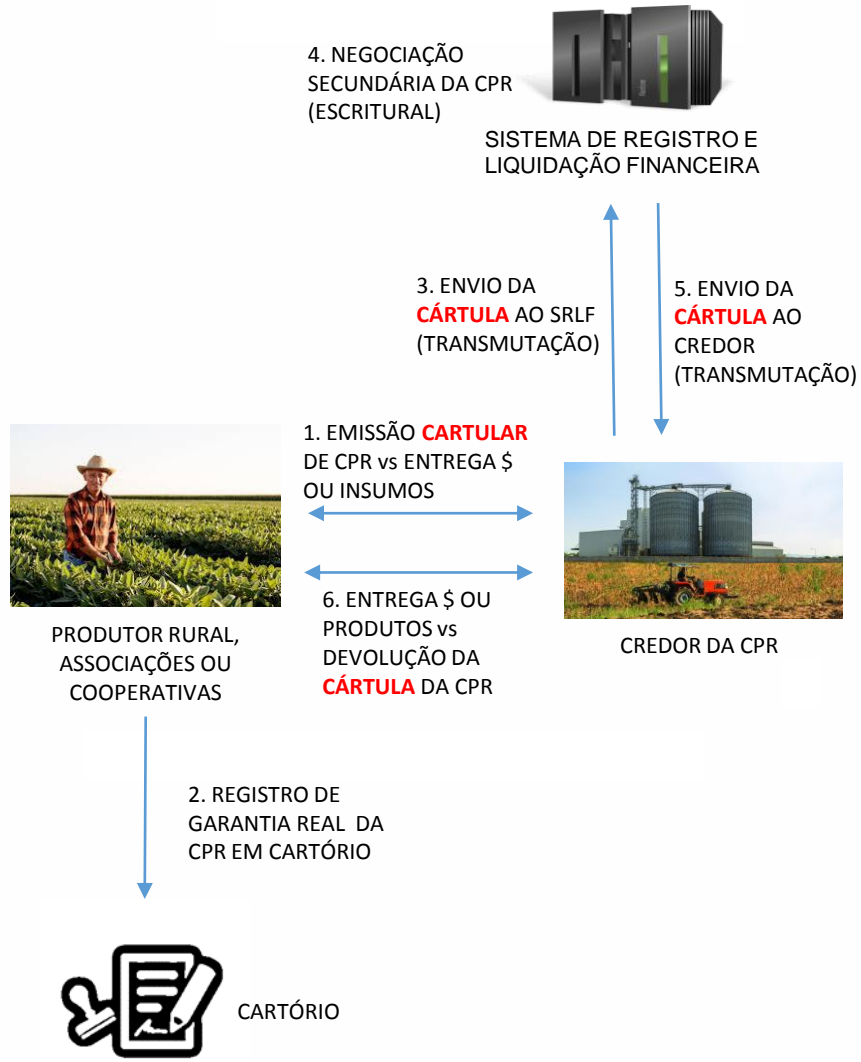 4. NEGOCIAÇÃO
SECUNDÁRIA DA CPR
(ESCRITURAL)
SISTEMA DE REGISTRO E
LIQUIDAÇÃO FINANCEIRA
3. ENVIO DA
CÁRTULA AO SRLF
(TRANSMUTAÇÃO)
5. ENVIO DA
CÁRTULA AO
CREDOR
(TRANSMUTAÇÃO)
1. EMISSÃO CARTULAR
DE CPR vs ENTREGA $
OU INSUMOS
6. ENTREGA $ OU
PRODUTOS vs
DEVOLUÇÃO DA
CÁRTULA DA CPR
PRODUTOR RURAL,
ASSOCIAÇÕES OU
COOPERATIVAS
CREDOR DA CPR
2. REGISTRO DE
GARANTIA REAL DA
CPR EM CARTÓRIO
CARTÓRIO